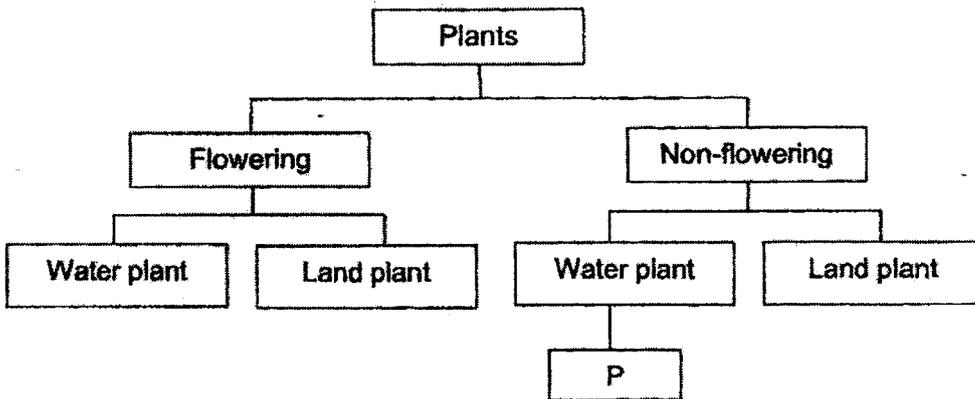 Plants
Flowering
Non-flowering
Water plant
Land plant
Water plant
Land plant
P